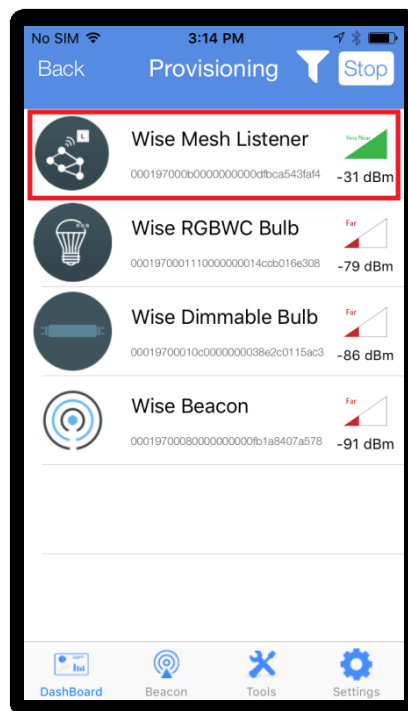 No SIM 3:14 PM
Back Provisioning Stop
Wise Mesh Listener
Very Near
000197000b0000000000dfbca543faf4
-31 dBm
RGB
Wise RGBWC Bulb
Far
0001970001110000000014ccb016e308
-79 dBm
Wise Dimmable Bulb
Far
00019700010c0000000038e2c0115ac3
-86 dBm
Wise Beacon
Far
00019700080000000000fb1a8407a578
-91 dBm
DashBoard Beacon Tools Settings